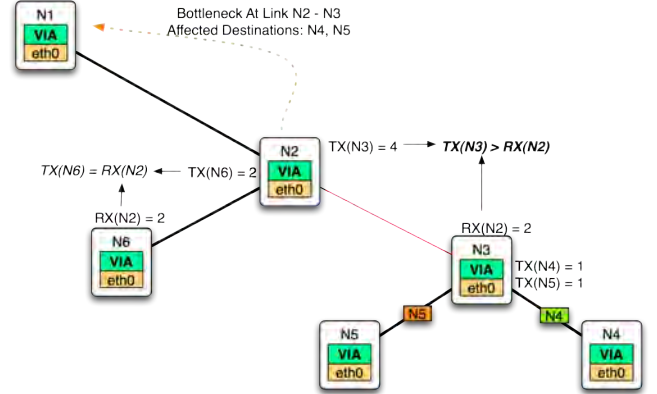 N1
VIA
eth0
Bottleneck At Link N2 - N3
Affected Destinations: N4, N5
N2
VIA
eth0
TX(N3) = 4
TX(N3) > RX(N2)
TX(N6) = RX(N2)
TX(N6) = 2
RX(N2) = 2
N6
VIA
eth0
RX(N2) = 2
N3
VIA
eth0
TX(N4) = 1
TX(N5) = 1
N5
N4
N5
VIA
eth0
N4
VIA
eth0